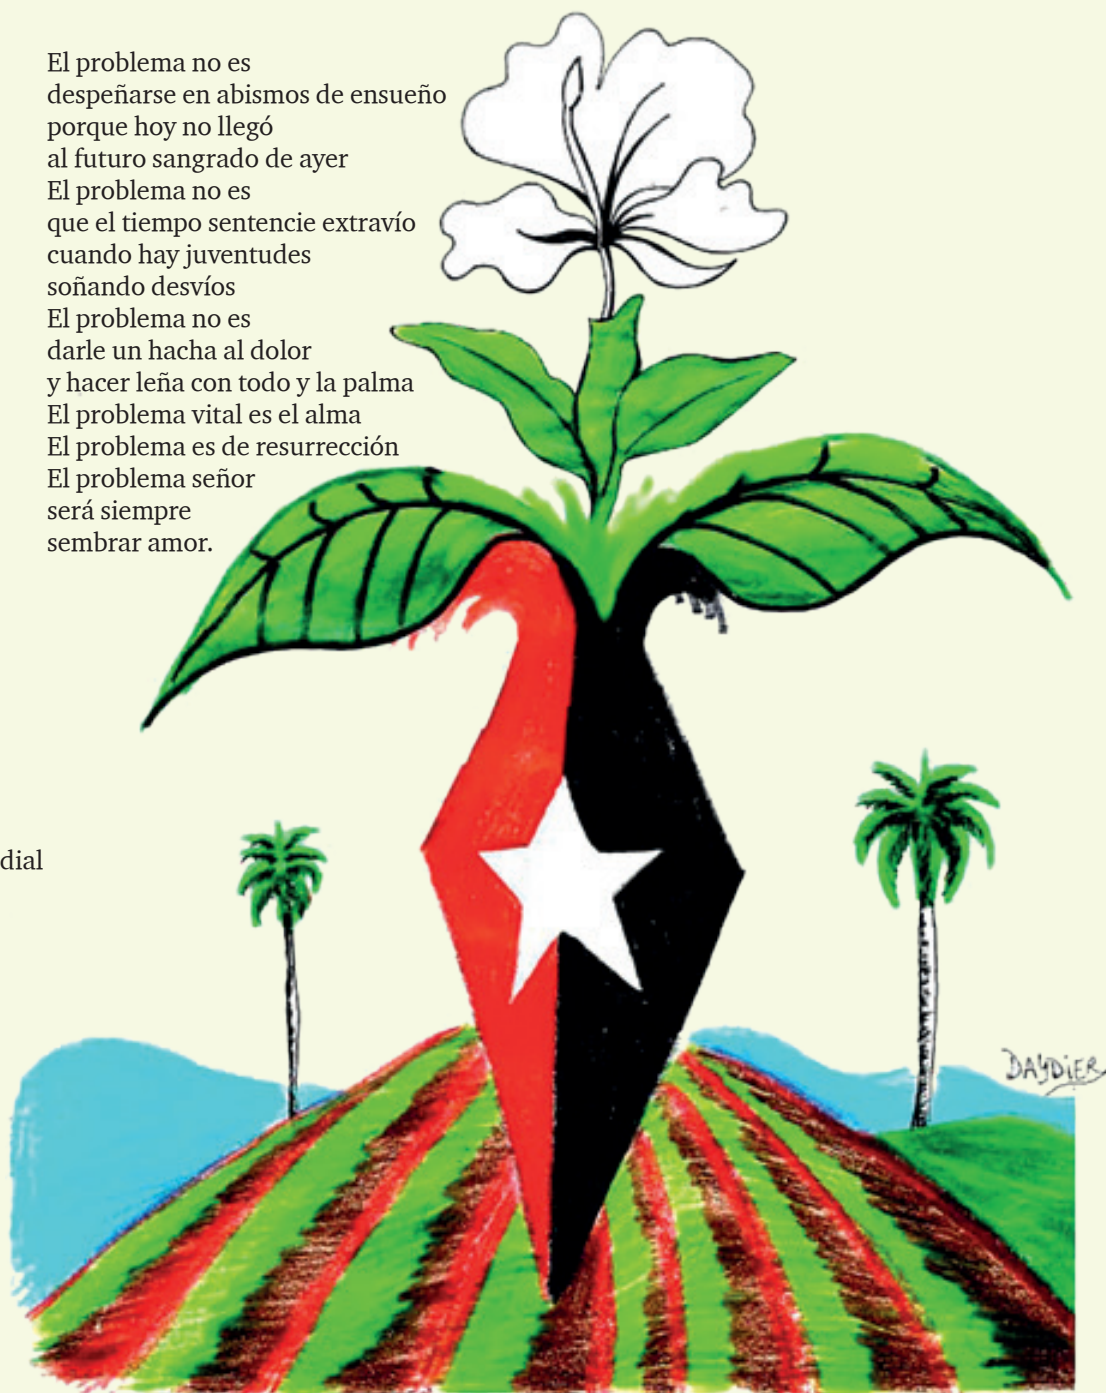 El problema no es
despeñarse en abismos de ensueño
porque hoy no llegó
al futuro sangrado de ayer
El problema no es
que el tiempo sentencie extravío
cuando hay juventudes
soñando desvíos
El problema no es
darle un hacha al dolor
y hacer leña con todo y la palma
El problema vital es el alma
El problema es de resurrección
El problema señor
será siempre
sembrar amor.
dial
DAYDIER